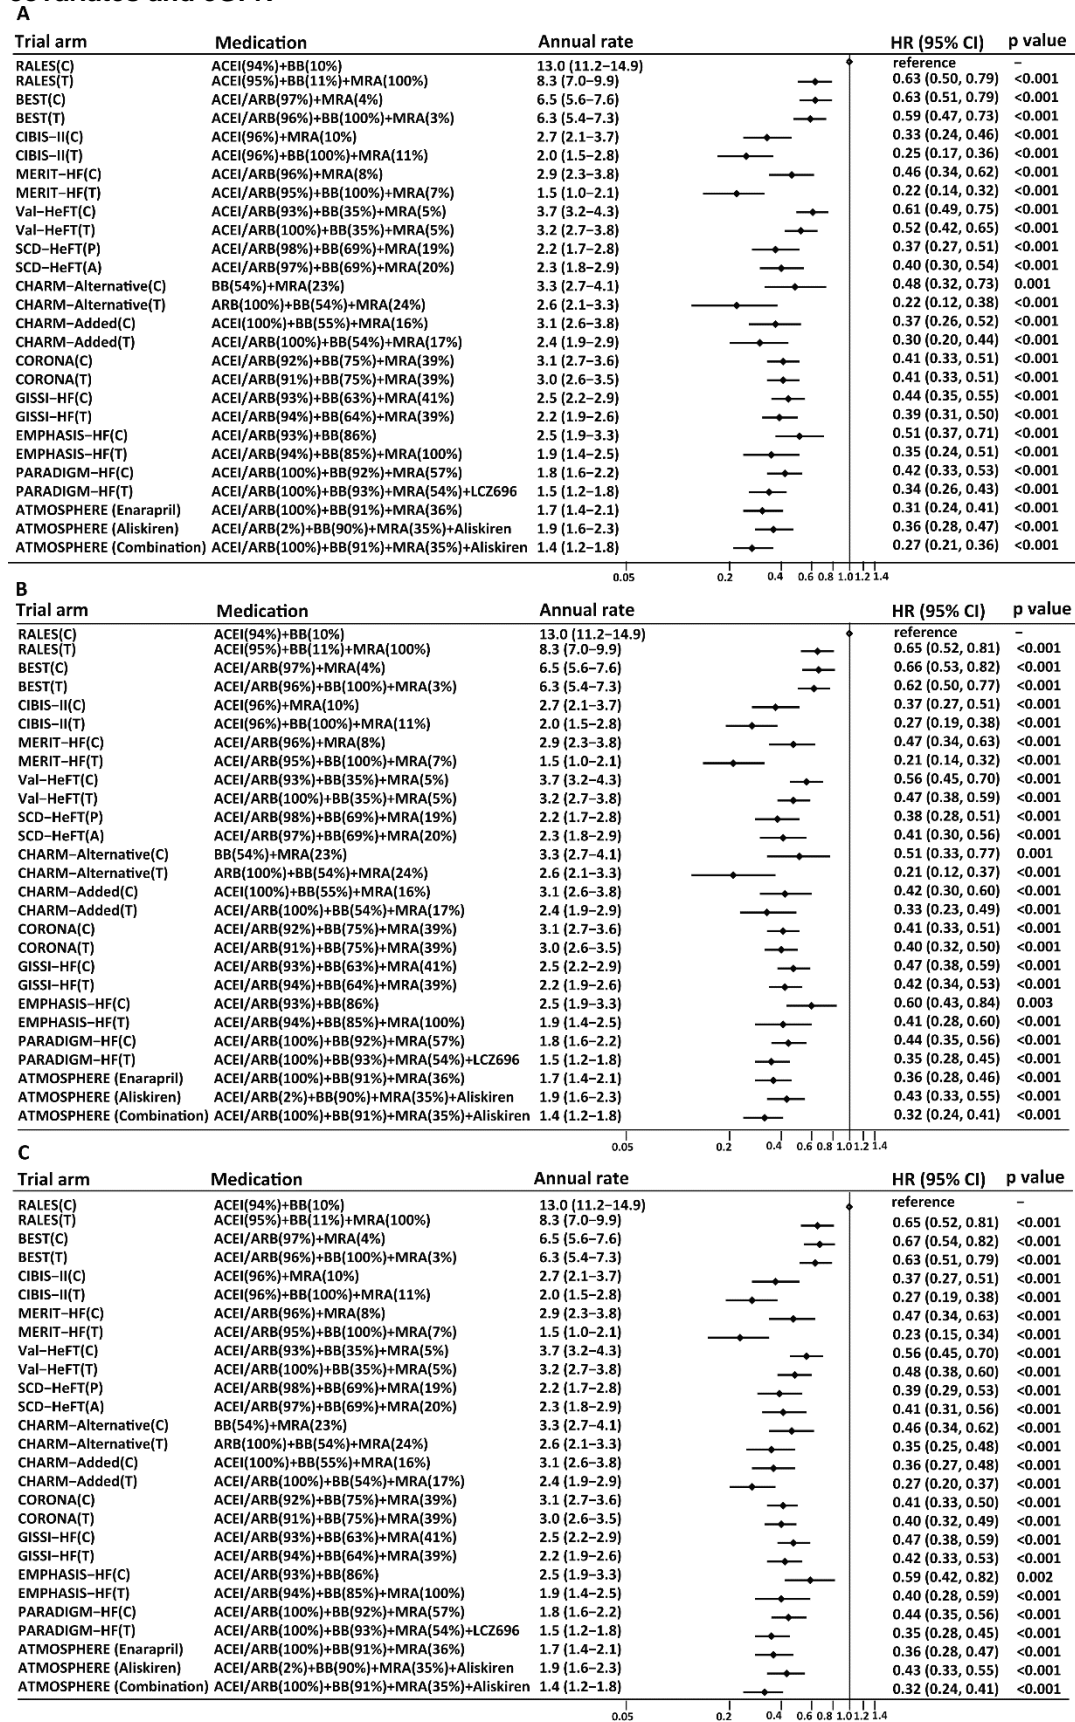 A
Trial arm Medication Annual rate HR (95% CI) p value
RALES(C) ACEI(94%)+BB(10%) 13.0 (11.2–14.9) reference –
RALES(T) ACEI(95%)+BB(11%)+MRA(100%) 8.3 (7.0–9.9) 0.63 (0.50, 0.79) <0.001
BEST(C) ACEI/ARB(97%)+MRA(4%) 6.5 (5.6–7.6) 0.63 (0.51, 0.79) <0.001
BEST(T) ACEI/ARB(96%)+BB(100%)+MRA(3%) 6.3 (5.4–7.3) 0.59 (0.47, 0.73) <0.001
CIBIS–II(C) ACEI(96%)+MRA(10%) 2.7 (2.1–3.7) 0.33 (0.24, 0.46) <0.001
CIBIS–II(T) ACEI(96%)+BB(100%)+MRA(11%) 2.0 (1.5–2.8) 0.25 (0.17, 0.36) <0.001
MERIT–HF(C) ACEI/ARB(96%)+MRA(8%) 2.9 (2.3–3.8) 0.46 (0.34, 0.62) <0.001
MERIT–HF(T) ACEI/ARB(95%)+BB(100%)+MRA(7%) 1.5 (1.0–2.1) 0.22 (0.14, 0.32) <0.001
Val–HeFT(C) ACEI/ARB(93%)+BB(35%)+MRA(5%) 3.7 (3.2–4.3) 0.61 (0.49, 0.75) <0.001
Val–HeFT(T) ACEI/ARB(100%)+BB(35%)+MRA(5%) 3.2 (2.7–3.8) 0.52 (0.42, 0.65) <0.001
SCD–HeFT(P) ACEI/ARB(98%)+BB(69%)+MRA(19%) 2.2 (1.7–2.8) 0.37 (0.27, 0.51) <0.001
SCD–HeFT(A) ACEI/ARB(97%)+BB(69%)+MRA(20%) 2.3 (1.8–2.9) 0.40 (0.30, 0.54) <0.001
CHARM–Alternative(C) BB(54%)+MRA(23%) 3.3 (2.7–4.1) 0.48 (0.32, 0.73) 0.001
CHARM–Alternative(T) ARB(100%)+BB(54%)+MRA(24%) 2.6 (2.1–3.3) 0.22 (0.12, 0.38) <0.001
CHARM–Added(C) ACEI(100%)+BB(55%)+MRA(16%) 3.1 (2.6–3.8) 0.37 (0.26, 0.52) <0.001
CHARM–Added(T) ACEI/ARB(100%)+BB(54%)+MRA(17%) 2.4 (1.9–2.9) 0.30 (0.20, 0.44) <0.001
CORONA(C) ACEI/ARB(92%)+BB(75%)+MRA(39%) 3.1 (2.7–3.6) 0.41 (0.33, 0.51) <0.001
CORONA(T) ACEI/ARB(91%)+BB(75%)+MRA(39%) 3.0 (2.6–3.5) 0.41 (0.33, 0.51) <0.001
GISSI–HF(C) ACEI/ARB(93%)+BB(63%)+MRA(41%) 2.5 (2.2–2.9) 0.44 (0.35, 0.55) <0.001
GISSI–HF(T) ACEI/ARB(94%)+BB(64%)+MRA(39%) 2.2 (1.9–2.6) 0.39 (0.31, 0.50) <0.001
EMPHASIS–HF(C) ACEI/ARB(93%)+BB(86%) 2.5 (1.9–3.3) 0.51 (0.37, 0.71) <0.001
EMPHASIS–HF(T) ACEI/ARB(94%)+BB(85%)+MRA(100%) 1.9 (1.4–2.5) 0.35 (0.24, 0.51) <0.001
PARADIGM–HF(C) ACEI/ARB(100%)+BB(92%)+MRA(57%) 1.8 (1.6–2.2) 0.42 (0.33, 0.53) <0.001
PARADIGM–HF(T) ACEI/ARB(100%)+BB(93%)+MRA(54%)+LCZ696 1.5 (1.2–1.8) 0.34 (0.26, 0.43) <0.001
ATMOSPHERE (Enarapril) ACEI/ARB(100%)+BB(91%)+MRA(36%) 1.7 (1.4–2.1) 0.31 (0.24, 0.41) <0.001
ATMOSPHERE (Aliskiren) ACEI/ARB(2%)+BB(90%)+MRA(35%)+Aliskiren 1.9 (1.6–2.3) 0.36 (0.28, 0.47) <0.001
ATMOSPHERE (Combination) ACEI/ARB(100%)+BB(91%)+MRA(35%)+Aliskiren 1.4 (1.2–1.8) 0.27 (0.21, 0.36) <0.001
0.05 0.2 0.4 0.6 0.8 1.0 1.2 1.4
B
Trial arm Medication Annual rate HR (95% CI) p value
RALES(C) ACEI(94%)+BB(10%) 13.0 (11.2–14.9) reference –
RALES(T) ACEI(95%)+BB(11%)+MRA(100%) 8.3 (7.0–9.9) 0.65 (0.52, 0.81) <0.001
BEST(C) ACEI/ARB(97%)+MRA(4%) 6.5 (5.6–7.6) 0.66 (0.53, 0.82) <0.001
BEST(T) ACEI/ARB(96%)+BB(100%)+MRA(3%) 6.3 (5.4–7.3) 0.62 (0.50, 0.77) <0.001
CIBIS–II(C) ACEI(96%)+MRA(10%) 2.7 (2.1–3.7) 0.37 (0.27, 0.51) <0.001
CIBIS–II(T) ACEI(96%)+BB(100%)+MRA(11%) 2.0 (1.5–2.8) 0.27 (0.19, 0.38) <0.001
MERIT–HF(C) ACEI/ARB(96%)+MRA(8%) 2.9 (2.3–3.8) 0.47 (0.34, 0.63) <0.001
MERIT–HF(T) ACEI/ARB(95%)+BB(100%)+MRA(7%) 1.5 (1.0–2.1) 0.21 (0.14, 0.32) <0.001
Val–HeFT(C) ACEI/ARB(93%)+BB(35%)+MRA(5%) 3.7 (3.2–4.3) 0.56 (0.45, 0.70) <0.001
Val–HeFT(T) ACEI/ARB(100%)+BB(35%)+MRA(5%) 3.2 (2.7–3.8) 0.47 (0.38, 0.59) <0.001
SCD–HeFT(P) ACEI/ARB(98%)+BB(69%)+MRA(19%) 2.2 (1.7–2.8) 0.38 (0.28, 0.51) <0.001
SCD–HeFT(A) ACEI/ARB(97%)+BB(69%)+MRA(20%) 2.3 (1.8–2.9) 0.41 (0.30, 0.56) <0.001
CHARM–Alternative(C) BB(54%)+MRA(23%) 3.3 (2.7–4.1) 0.51 (0.33, 0.77) 0.001
CHARM–Alternative(T) ARB(100%)+BB(54%)+MRA(24%) 2.6 (2.1–3.3) 0.21 (0.12, 0.37) <0.001
CHARM–Added(C) ACEI(100%)+BB(55%)+MRA(16%) 3.1 (2.6–3.8) 0.42 (0.30, 0.60) <0.001
CHARM–Added(T) ACEI/ARB(100%)+BB(54%)+MRA(17%) 2.4 (1.9–2.9) 0.33 (0.23, 0.49) <0.001
CORONA(C) ACEI/ARB(92%)+BB(75%)+MRA(39%) 3.1 (2.7–3.6) 0.41 (0.33, 0.51) <0.001
CORONA(T) ACEI/ARB(91%)+BB(75%)+MRA(39%) 3.0 (2.6–3.5) 0.40 (0.32, 0.50) <0.001
GISSI–HF(C) ACEI/ARB(93%)+BB(63%)+MRA(41%) 2.5 (2.2–2.9) 0.47 (0.38, 0.59) <0.001
GISSI–HF(T) ACEI/ARB(94%)+BB(64%)+MRA(39%) 2.2 (1.9–2.6) 0.42 (0.34, 0.53) <0.001
EMPHASIS–HF(C) ACEI/ARB(93%)+BB(86%) 2.5 (1.9–3.3) 0.60 (0.43, 0.84) 0.003
EMPHASIS–HF(T) ACEI/ARB(94%)+BB(85%)+MRA(100%) 1.9 (1.4–2.5) 0.41 (0.28, 0.60) <0.001
PARADIGM–HF(C) ACEI/ARB(100%)+BB(92%)+MRA(57%) 1.8 (1.6–2.2) 0.44 (0.35, 0.56) <0.001
PARADIGM–HF(T) ACEI/ARB(100%)+BB(93%)+MRA(54%)+LCZ696 1.5 (1.2–1.8) 0.35 (0.28, 0.45) <0.001
ATMOSPHERE (Enarapril) ACEI/ARB(100%)+BB(91%)+MRA(36%) 1.7 (1.4–2.1) 0.36 (0.28, 0.46) <0.001
ATMOSPHERE (Aliskiren) ACEI/ARB(2%)+BB(90%)+MRA(35%)+Aliskiren 1.9 (1.6–2.3) 0.43 (0.33, 0.55) <0.001
ATMOSPHERE (Combination) ACEI/ARB(100%)+BB(91%)+MRA(35%)+Aliskiren 1.4 (1.2–1.8) 0.32 (0.24, 0.41) <0.001
0.05 0.2 0.4 0.6 0.8 1.0 1.2 1.4
C
Trial arm Medication Annual rate HR (95% CI) p value
RALES(C) ACEI(94%)+BB(10%) 13.0 (11.2–14.9) reference –
RALES(T) ACEI(95%)+BB(11%)+MRA(100%) 8.3 (7.0–9.9) 0.65 (0.52, 0.81) <0.001
BEST(C) ACEI/ARB(97%)+MRA(4%) 6.5 (5.6–7.6) 0.67 (0.54, 0.82) <0.001
BEST(T) ACEI/ARB(96%)+BB(100%)+MRA(3%) 6.3 (5.4–7.3) 0.63 (0.51, 0.79) <0.001
CIBIS–II(C) ACEI(96%)+MRA(10%) 2.7 (2.1–3.7) 0.37 (0.27, 0.51) <0.001
CIBIS–II(T) ACEI(96%)+BB(100%)+MRA(11%) 2.0 (1.5–2.8) 0.27 (0.19, 0.38) <0.001
MERIT–HF(C) ACEI/ARB(96%)+MRA(8%) 2.9 (2.3–3.8) 0.47 (0.34, 0.63) <0.001
MERIT–HF(T) ACEI/ARB(95%)+BB(100%)+MRA(7%) 1.5 (1.0–2.1) 0.23 (0.15, 0.34) <0.001
Val–HeFT(C) ACEI/ARB(93%)+BB(35%)+MRA(5%) 3.7 (3.2–4.3) 0.56 (0.45, 0.70) <0.001
Val–HeFT(T) ACEI/ARB(100%)+BB(35%)+MRA(5%) 3.2 (2.7–3.8) 0.48 (0.38, 0.60) <0.001
SCD–HeFT(P) ACEI/ARB(98%)+BB(69%)+MRA(19%) 2.2 (1.7–2.8) 0.39 (0.29, 0.53) <0.001
SCD–HeFT(A) ACEI/ARB(97%)+BB(69%)+MRA(20%) 2.3 (1.8–2.9) 0.41 (0.31, 0.56) <0.001
CHARM–Alternative(C) BB(54%)+MRA(23%) 3.3 (2.7–4.1) 0.46 (0.34, 0.62) <0.001
CHARM–Alternative(T) ARB(100%)+BB(54%)+MRA(24%) 2.6 (2.1–3.3) 0.35 (0.25, 0.48) <0.001
CHARM–Added(C) ACEI(100%)+BB(55%)+MRA(16%) 3.1 (2.6–3.8) 0.36 (0.27, 0.48) <0.001
CHARM–Added(T) ACEI/ARB(100%)+BB(54%)+MRA(17%) 2.4 (1.9–2.9) 0.27 (0.20, 0.37) <0.001
CORONA(C) ACEI/ARB(92%)+BB(75%)+MRA(39%) 3.1 (2.7–3.6) 0.41 (0.33, 0.50) <0.001
CORONA(T) ACEI/ARB(91%)+BB(75%)+MRA(39%) 3.0 (2.6–3.5) 0.40 (0.32, 0.49) <0.001
GISSI–HF(C) ACEI/ARB(93%)+BB(63%)+MRA(41%) 2.5 (2.2–2.9) 0.47 (0.38, 0.59) <0.001
GISSI–HF(T) ACEI/ARB(94%)+BB(64%)+MRA(39%) 2.2 (1.9–2.6) 0.42 (0.33, 0.53) <0.001
EMPHASIS–HF(C) ACEI/ARB(93%)+BB(86%) 2.5 (1.9–3.3) 0.59 (0.42, 0.82) 0.002
EMPHASIS–HF(T) ACEI/ARB(94%)+BB(85%)+MRA(100%) 1.9 (1.4–2.5) 0.40 (0.28, 0.59) <0.001
PARADIGM–HF(C) ACEI/ARB(100%)+BB(92%)+MRA(57%) 1.8 (1.6–2.2) 0.44 (0.35, 0.56) <0.001
PARADIGM–HF(T) ACEI/ARB(100%)+BB(93%)+MRA(54%)+LCZ696 1.5 (1.2–1.8) 0.35 (0.28, 0.45) <0.001
ATMOSPHERE (Enarapril) ACEI/ARB(100%)+BB(91%)+MRA(36%) 1.7 (1.4–2.1) 0.36 (0.28, 0.47) <0.001
ATMOSPHERE (Aliskiren) ACEI/ARB(2%)+BB(90%)+MRA(35%)+Aliskiren 1.9 (1.6–2.3) 0.43 (0.33, 0.55) <0.001
ATMOSPHERE (Combination) ACEI/ARB(100%)+BB(91%)+MRA(35%)+Aliskiren 1.4 (1.2–1.8) 0.32 (0.24, 0.41) <0.001
0.05 0.2 0.4 0.6 0.8 1.0 1.2 1.4